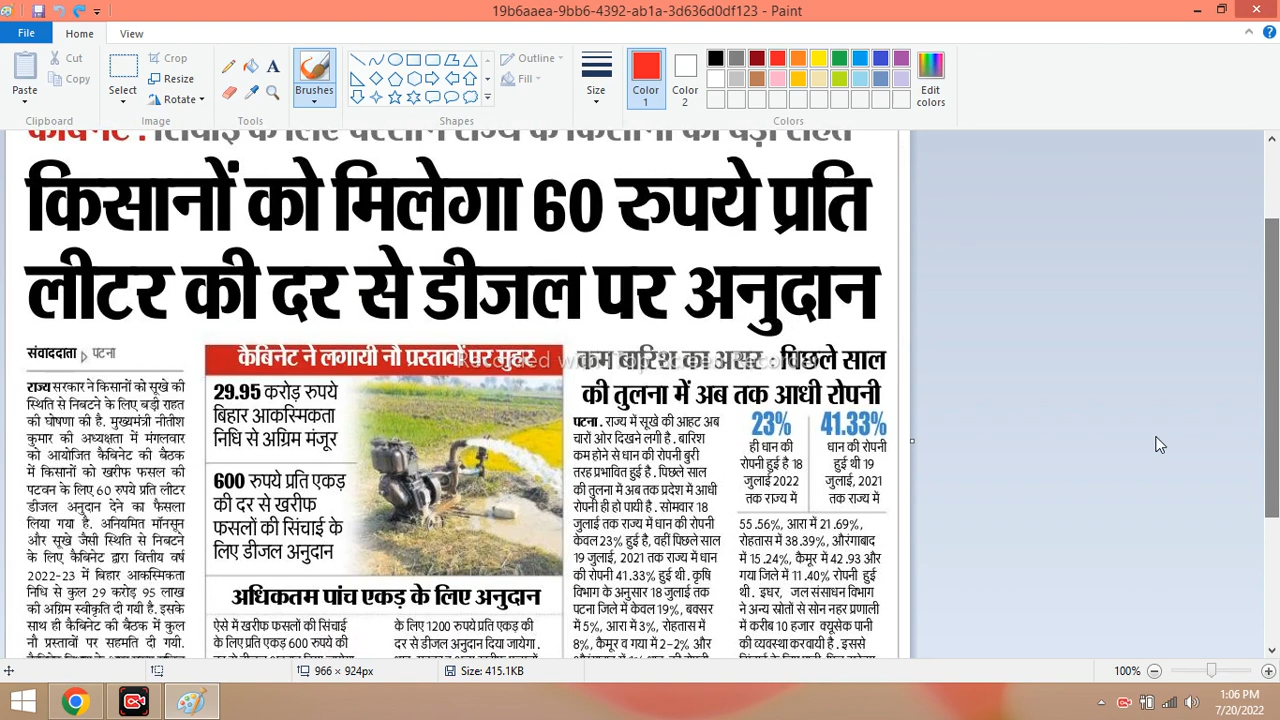 19b6aaea-9bb6-4392-ab1a-3d636d0df123 - Paint
File
Home
View
Paste
Cut
Copy
Clipboard
Select
Crop
Resize
Rotate
Image
Tools
Brushes
Shapes
Outline
Fill
Size
Color 1
Color 2
Edit colors
Colors
कैबिनेट : सिंचाई के लिए परेशान राज्य के किसानों को बड़ी राहत
किसानों को मिलेगा 60 रुपये प्रति
लीटर की दर से डीजल पर अनुदान
संवाददाता पटना
राज्य सरकार ने किसानों को सूखे की
स्थिति से निबटने के लिए बड़ी राहत
की घोषणा की है. मुख्यमंत्री नीतीश
कुमार की अध्यक्षता में मंगलवार
को आयोजित कैबिनेट की बैठक
में किसानों को खरीफ फसल की
पटवन के लिए 60 रुपये प्रति लीटर
डीजल अनुदान देने का फैसला
लिया गया है. अनियमित मॉनसून
और सूखे जैसी स्थिति से निबटने
के लिए कैबिनेट द्वारा वित्तीय वर्ष
2022-23 में बिहार आकस्मिकता
निधि से कुल 29 करोड़ 95 लाख
की अग्रिम स्वीकृति दी गयी है. इसके
साथ ही कैबिनेट की बैठक में कुल
नौ प्रस्तावों पर सहमति दी गयी.
कैबिनेट ने लगायी नौ प्रस्तावों पर मुहर
29.95 करोड़ रुपये
बिहार आकस्मिकता
निधि से अग्रिम मंजूर
600 रुपये प्रति एकड़
की दर से खरीफ
फसलों की सिंचाई के
लिए डीजल अनुदान
अधिकतम पांच एकड़ के लिए अनुदान
ऐसे में खरीफ फसलों की सिंचाई
के लिए प्रति एकड़ 600 रुपये की
दर से डीजल अनुदान दिया जायेगा
के लिए 1200 रुपये प्रति एकड़ की
दर से डीजल अनुदान दिया जायेगा.
कम बारिश का असर : पिछले साल
की तुलना में अब तक आधी रोपनी
पटना. राज्य में सूखे की आहट अब
चारों ओर दिखने लगी है. बारिश
कम होने से धान की रोपनी बुरी
तरह प्रभावित हुई है. पिछले साल
की तुलना में अब तक प्रदेश में आधी
रोपनी ही हो पायी है. सोमवार 18
जुलाई तक राज्य में धान की रोपनी
केवल 23% हुई है, वहीं पिछले साल
19 जुलाई, 2021 तक राज्य में धान
की रोपनी 41.33% हुई थी. कृषि
विभाग के अनुसार 18 जुलाई तक
पटना जिले में केवल 19%, बक्सर
में 5%, आरा में 3%, रोहतास में
8%, कैमूर व गया में 2-2% और
23%
ही धान की
रोपनी हुई है 18
जुलाई 2022
तक राज्य में
41.33%
धान की रोपनी
हुई थी 19
जुलाई, 2021
तक राज्य में
55.56%, आरा में 21.69%,
रोहतास में 38.39%, औरंगाबाद
में 15.24%, कैमूर में 42.93 और
गया जिले में 11.40% रोपनी हुई
थी. इधर, जल संसाधन विभाग
ने अन्य स्रोतों से सोन नहर प्रणाली
में करीब 10 हजार क्यूसेक पानी
की व्यवस्था करवायी है. इससे
Recorded with iTop Screen Recorder
966 × 924px
Size: 415.1KB
100%
1:06 PM
7/20/2022